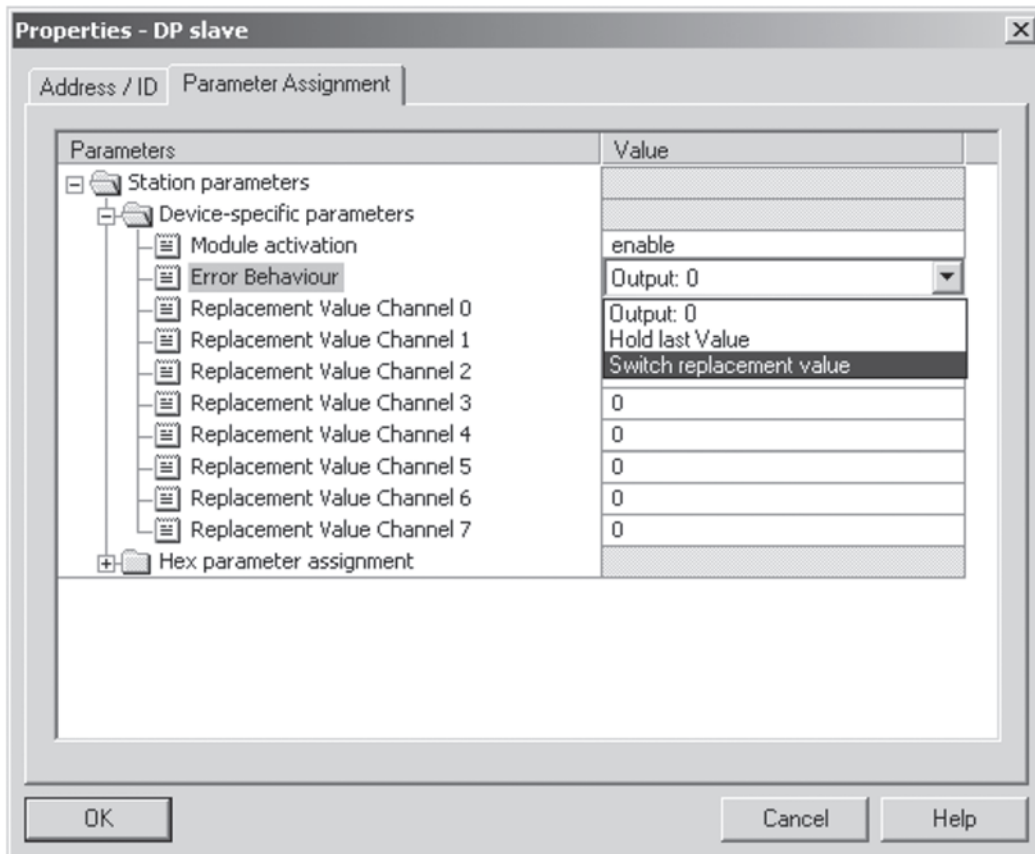 Properties - DP slave
Address / ID
Parameter Assignment
Parameters Value
Station parameters
Device-specific parameters
Module activation enable
Error Behaviour Output: 0
Replacement Value Channel 0 Output: 0
Replacement Value Channel 1 Hold last Value
Replacement Value Channel 2 Switch replacement value
Replacement Value Channel 3 0
Replacement Value Channel 4 0
Replacement Value Channel 5 0
Replacement Value Channel 6 0
Replacement Value Channel 7 0
Hex parameter assignment
OK Cancel Help